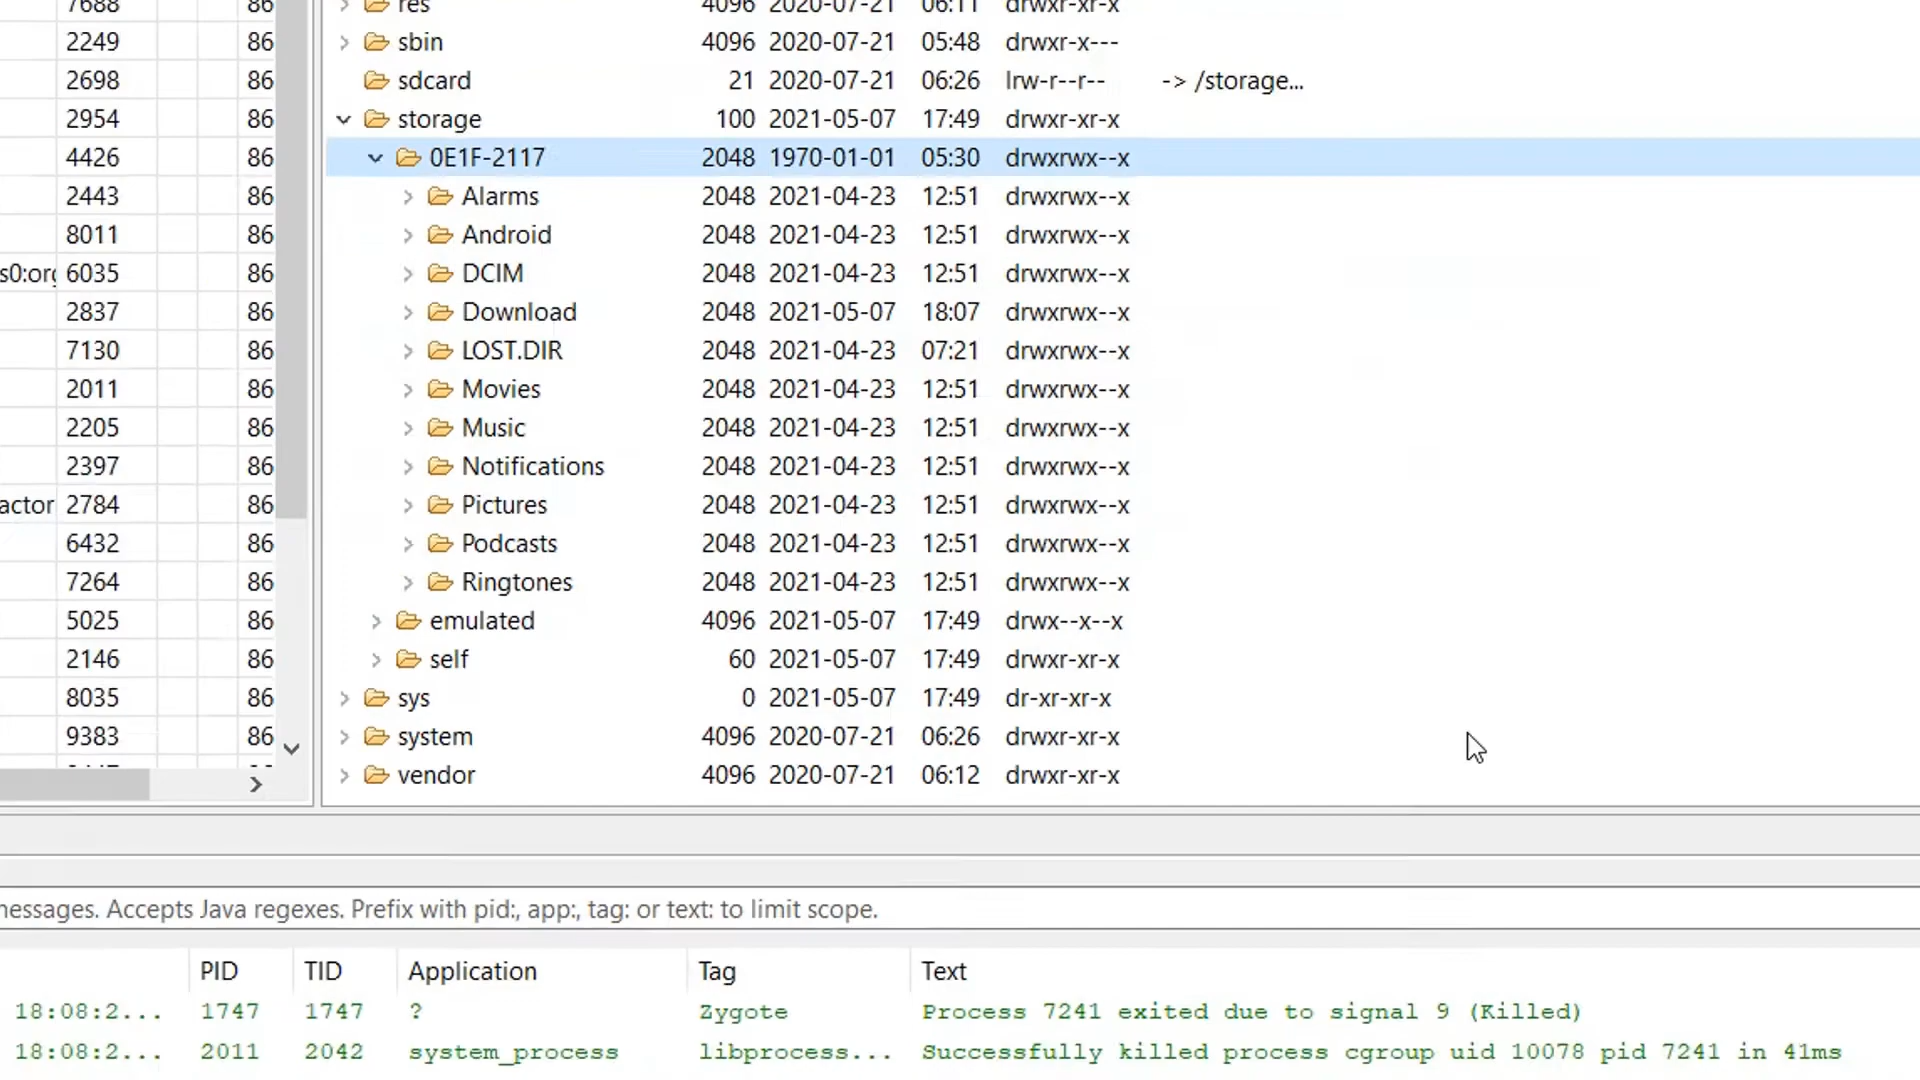 7688 86 res 4096 2020-07-21 06:11 drwxr-xr-x
2249 86 sbin 4096 2020-07-21 05:48 drwxr-x---
2698 86 sdcard 21 2020-07-21 06:26 lrw-r--r-- -> /storage...
2954 86 storage 100 2021-05-07 17:49 drwxr-xr-x
4426 86 0E1F-2117 2048 1970-01-01 05:30 drwxrwx--x
2443 86 Alarms 2048 2021-04-23 12:51 drwxrwx--x
8011 86 Android 2048 2021-04-23 12:51 drwxrwx--x
s0:org 6035 86 DCIM 2048 2021-04-23 12:51 drwxrwx--x
2837 86 Download 2048 2021-05-07 18:07 drwxrwx--x
7130 86 LOST.DIR 2048 2021-04-23 07:21 drwxrwx--x
2011 86 Movies 2048 2021-04-23 12:51 drwxrwx--x
2205 86 Music 2048 2021-04-23 12:51 drwxrwx--x
2397 86 Notifications 2048 2021-04-23 12:51 drwxrwx--x
actor 2784 86 Pictures 2048 2021-04-23 12:51 drwxrwx--x
6432 86 Podcasts 2048 2021-04-23 12:51 drwxrwx--x
7264 86 Ringtones 2048 2021-04-23 12:51 drwxrwx--x
5025 86 emulated 4096 2021-05-07 17:49 drwx--x--x
2146 86 self 60 2021-05-07 17:49 drwxr-xr-x
8035 86 sys 0 2021-05-07 17:49 dr-xr-xr-x
9383 86 system 4096 2020-07-21 06:26 drwxr-xr-x
vendor 4096 2020-07-21 06:12 drwxr-xr-x
nessages. Accepts Java regexes. Prefix with pid:, app:, tag: or text: to limit scope.
PID TID Application Tag Text
18:08:2... 1747 1747 ? Zygote Process 7241 exited due to signal 9 (Killed)
18:08:2... 2011 2042 system_process libprocess... Successfully killed process cgroup uid 10078 pid 7241 in 41ms